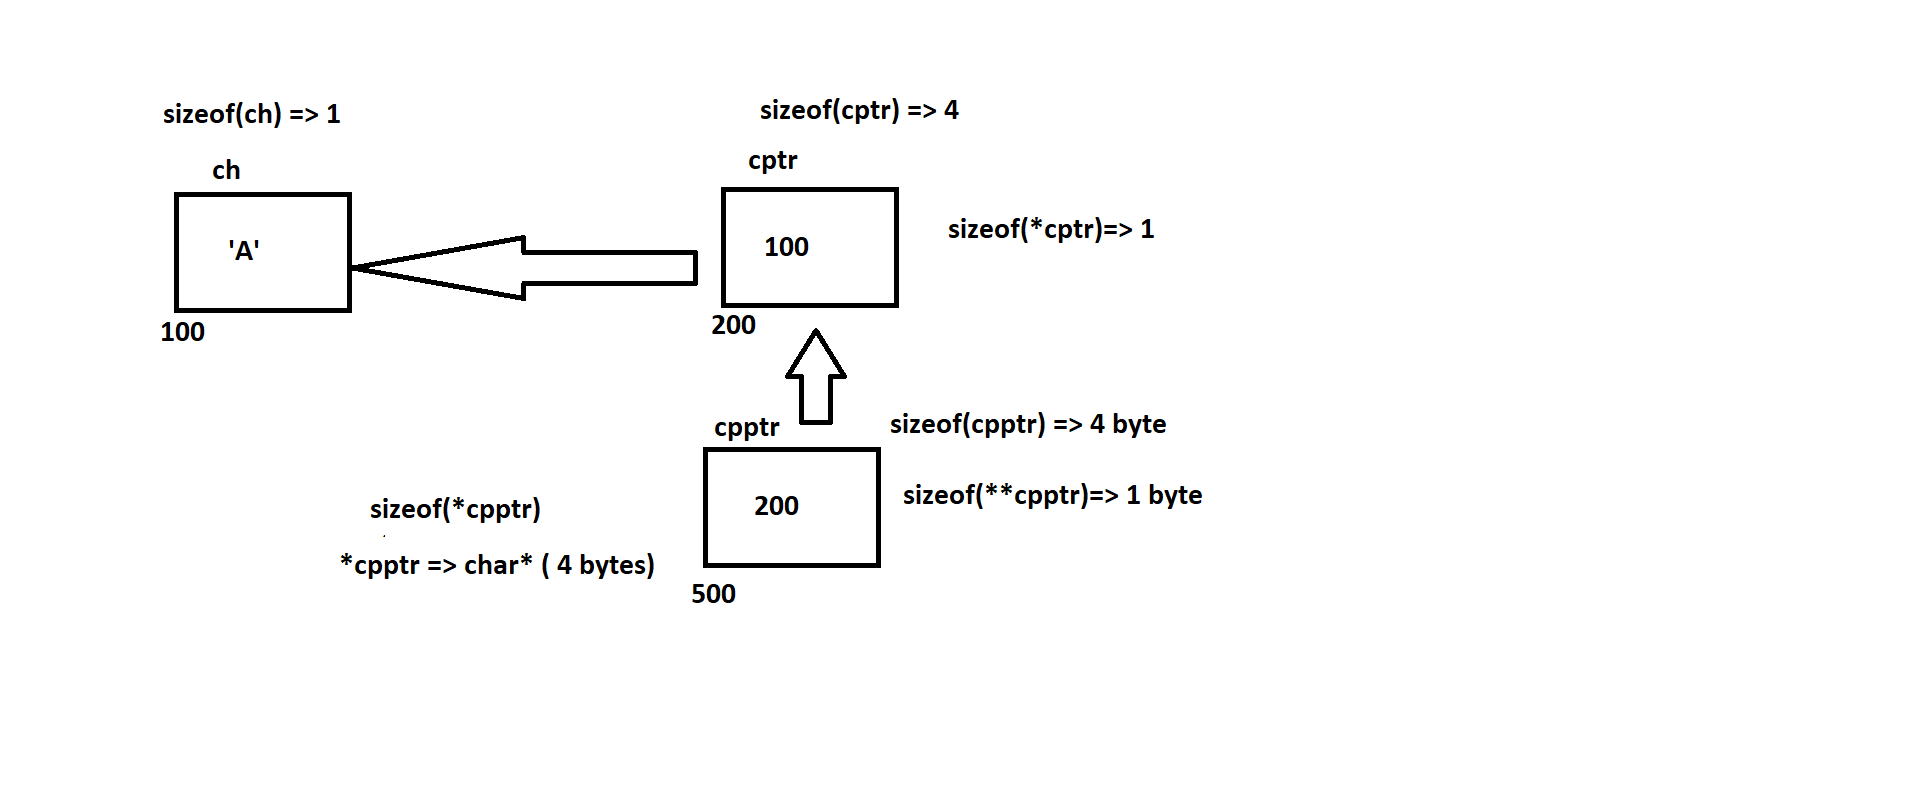 sizeof(ch) => 1
ch
'A'
100
sizeof(cptr) => 4
cptr
100
200
sizeof(*cptr)=> 1
cpptr
200
500
sizeof(cpptr) => 4 byte
sizeof(**cpptr)=> 1 byte
sizeof(*cpptr)
*cpptr => char* ( 4 bytes)